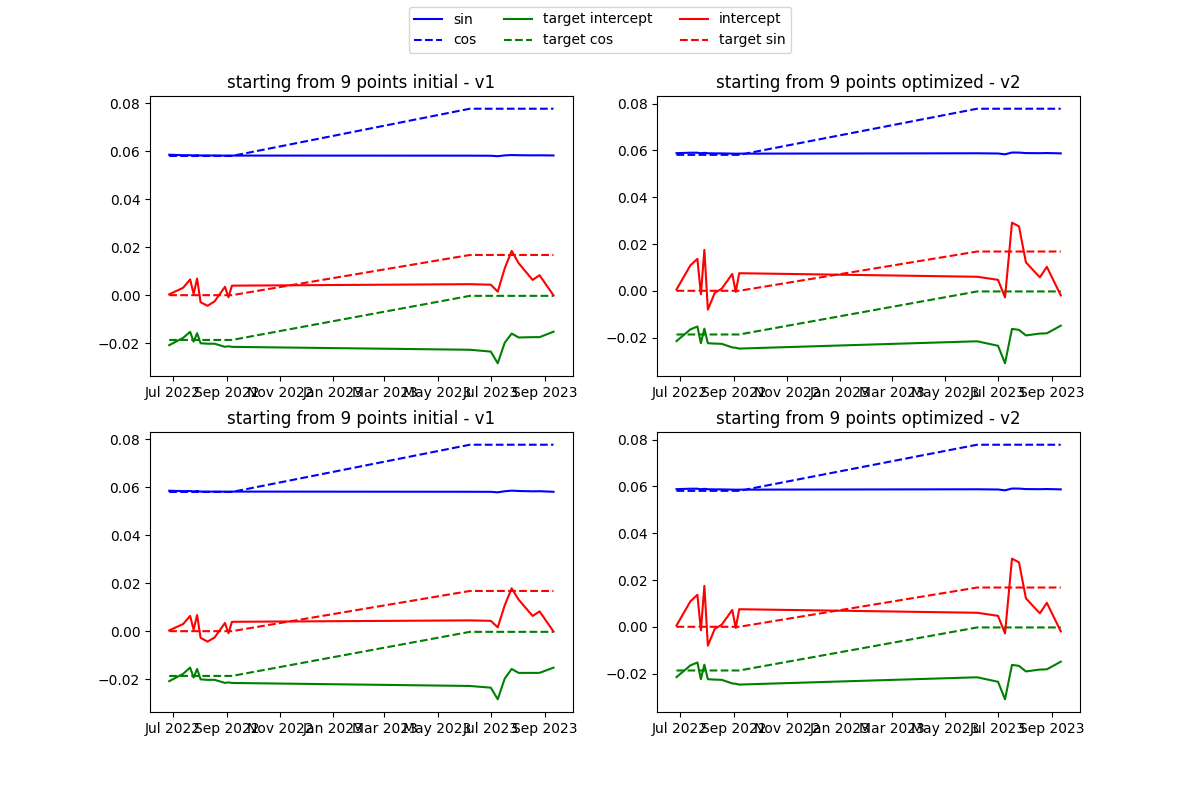 sin target intercept intercept
cos target cos target sin
starting from 9 points initial - v1 starting from 9 points optimized - v2
0.08 0.08
0.06 0.06
0.04 0.04
0.02 0.02
0.00 0.00
−0.02 −0.02
Jul 2022 Sep 2022 Nov 2022 Jan 2023 Mar 2023 May 2023 Jul 2023 Sep 2023 Jul 2022 Sep 2022 Nov 2022 Jan 2023 Mar 2023 May 2023 Jul 2023 Sep 2023
starting from 9 points initial - v1 starting from 9 points optimized - v2
0.08 0.08
0.06 0.06
0.04 0.04
0.02 0.02
0.00 0.00
−0.02 −0.02
Jul 2022 Sep 2022 Nov 2022 Jan 2023 Mar 2023 May 2023 Jul 2023 Sep 2023 Jul 2022 Sep 2022 Nov 2022 Jan 2023 Mar 2023 May 2023 Jul 2023 Sep 2023